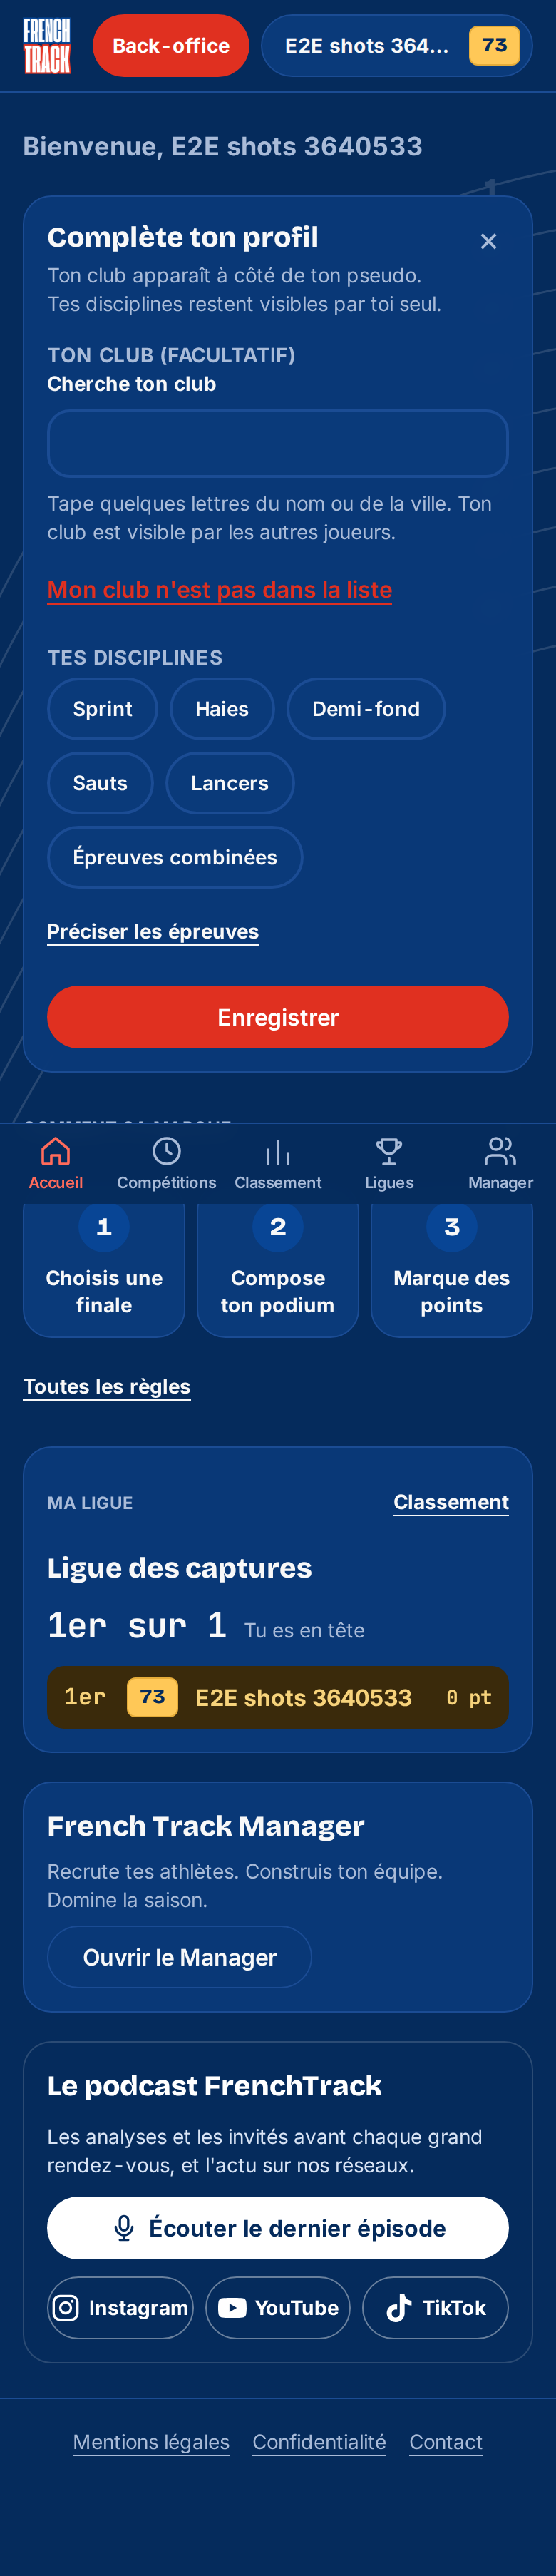 FRENCH
TRACK
Back-office
E2E shots 364...
73
Bienvenue, E2E shots 3640533
1
Complète ton profil
Ton club apparaît à côté de ton pseudo.
Tes disciplines restent visibles par toi seul.
TON CLUB (FACULTATIF)
Cherche ton club
Tape quelques lettres du nom ou de la ville. Ton
club est visible par les autres joueurs.
Mon club n'est pas dans la liste
TES DISCIPLINES
Sprint
Haies
Demi-fond
Sauts
Lancers
Épreuves combinées
Préciser les épreuves
Enregistrer
Accueil
Compétitions
Classement
Ligues
Manager
1
2
3
Choisis une
finale
Compose
ton podium
Marque des
points
Toutes les règles
MA LIGUE
Classement
Ligue des captures
1er sur 1 Tu es en tête
1er 73 E2E shots 3640533 0 pt
French Track Manager
Recrute tes athlètes. Construis ton équipe.
Domine la saison.
Ouvrir le Manager
Le podcast FrenchTrack
Les analyses et les invités avant chaque grand
rendez-vous, et l'actu sur nos réseaux.
Écouter le dernier épisode
Instagram
YouTube
TikTok
Mentions légales
Confidentialité
Contact